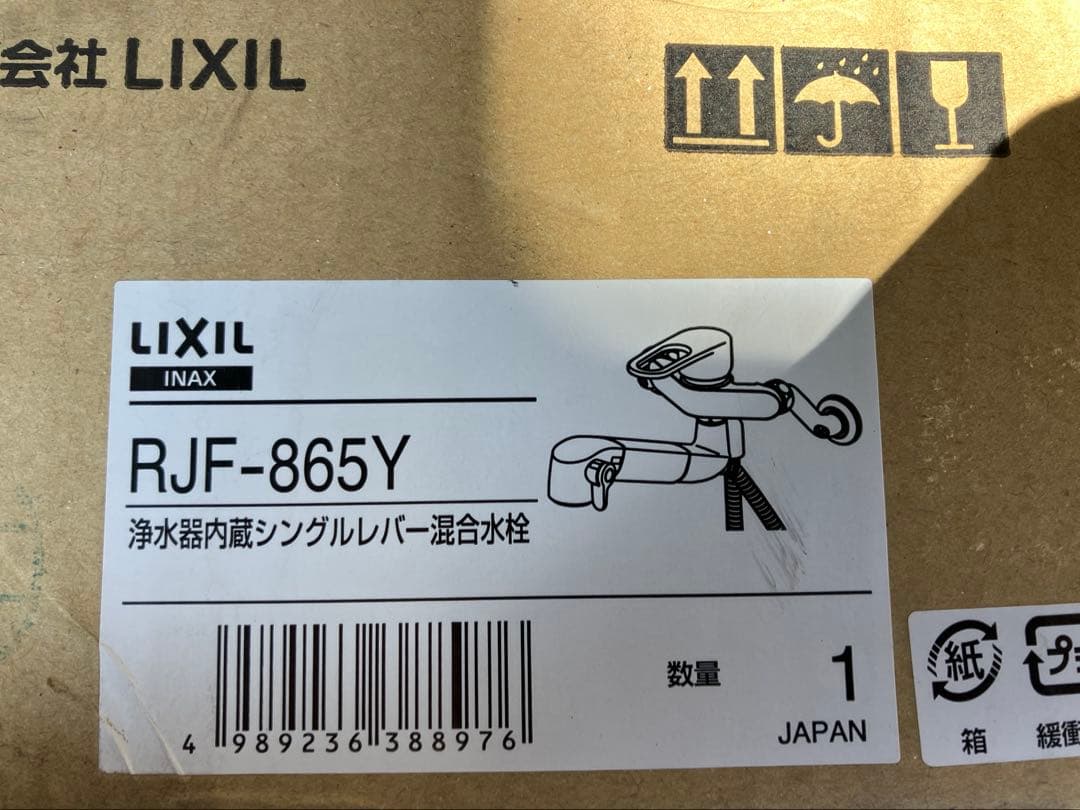 会社 LIXIL
LIXIL
INAX
RJF-865Y
浄水器内蔵シングルレバー混合水栓
4 989236 388976
数量 1
JAPAN
紙
箱
プ
緩衝